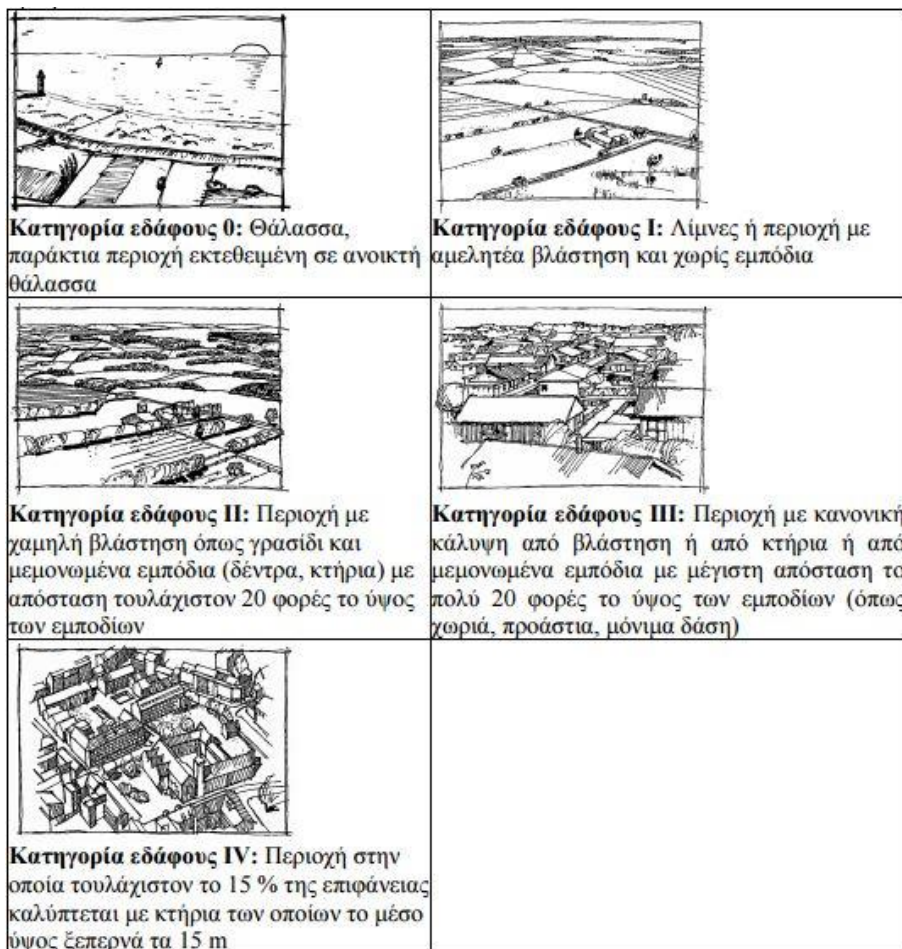 Κατηγορία εδάφους 0: Θάλασσα,
παράκτια περιοχή εκτεθειμένη σε ανοικτή
θάλασσα
Κατηγορία εδάφους I: Λίμνες ή περιοχή με
αμελητέα βλάστηση και χωρίς εμπόδια
Κατηγορία εδάφους II: Περιοχή με
χαμηλή βλάστηση όπως γρασίδι και
μεμονωμένα εμπόδια (δέντρα, κτήρια) με
απόσταση τουλάχιστον 20 φορές το ύψος
των εμποδίων
Κατηγορία εδάφους III: Περιοχή με κανονική
κάλυψη από βλάστηση ή από κτήρια ή από
μεμονωμένα εμπόδια με μέγιστη απόσταση το
πολύ 20 φορές το ύψος των εμποδίων (όπως
χωριά, προάστια, μόνιμα δάση)
Κατηγορία εδάφους IV: Περιοχή στην
οποία τουλάχιστον το 15 % της επιφάνειας
καλύπτεται με κτήρια των οποίων το μέσο
ύψος ξεπερνά τα 15 m